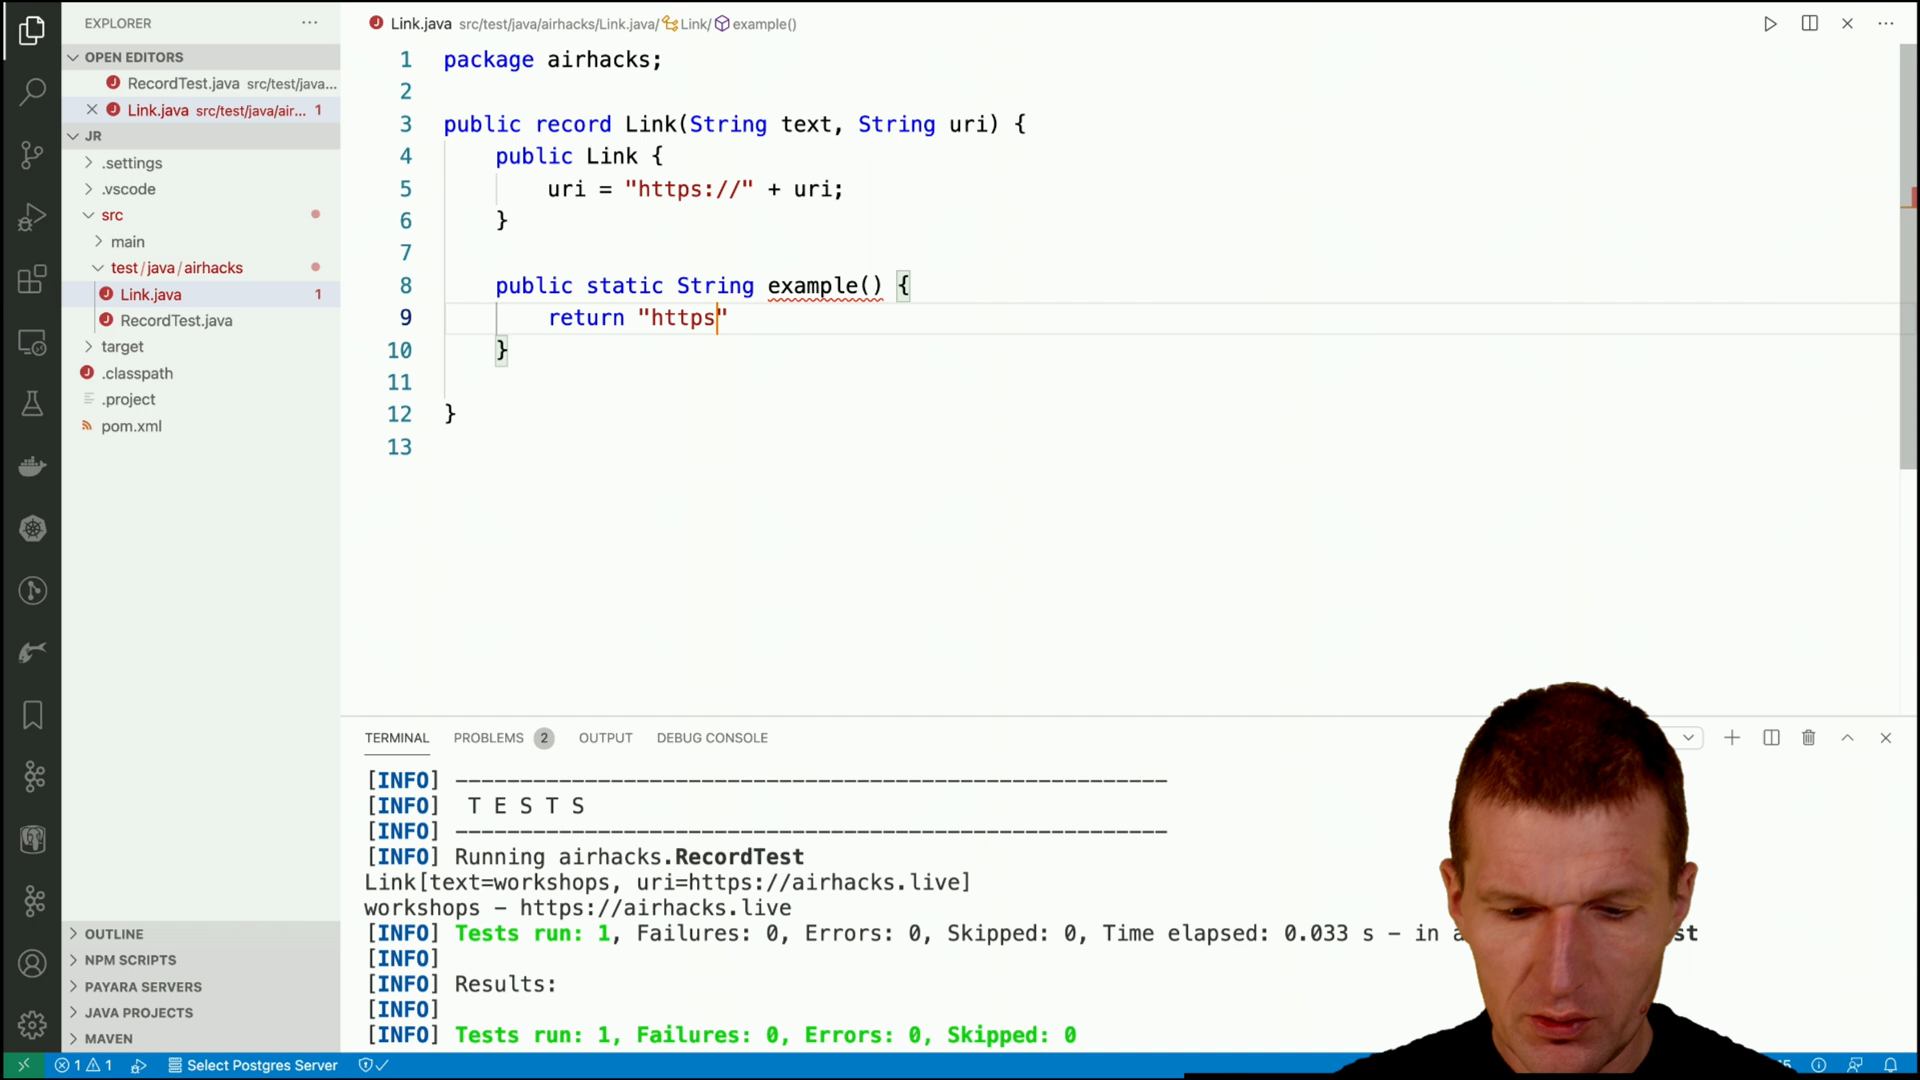 EXPLORER
OPEN EDITORS
RecordTest.java src/test/java...
Link.java src/test/java/air... 1
JR
.settings
.vscode
src
main
test/java/airhacks
Link.java 1
RecordTest.java
target
.classpath
.project
pom.xml
OUTLINE
NPM SCRIPTS
PAYARA SERVERS
JAVA PROJECTS
MAVEN
Link.java src/test/java/airhacks/Link.java/ Link/ example()
1 package airhacks;
2
3 public record Link(String text, String uri) {
4 public Link {
5 uri = "https://" + uri;
6 }
7
8 public static String example() {
9 return "https"
10 }
11
12 }
13
TERMINAL PROBLEMS 2 OUTPUT DEBUG CONSOLE
[INFO] -------------------------------------------------------
[INFO] T E S T S
[INFO] -------------------------------------------------------
[INFO] Running airhacks.RecordTest
Link[text=workshops, uri=https://airhacks.live]
workshops - https://airhacks.live
[INFO] Tests run: 1, Failures: 0, Errors: 0, Skipped: 0, Time elapsed: 0.033 s - in a st
[INFO]
[INFO] Results:
[INFO]
[INFO] Tests run: 1, Failures: 0, Errors: 0, Skipped: 0
1 1 Select Postgres Server